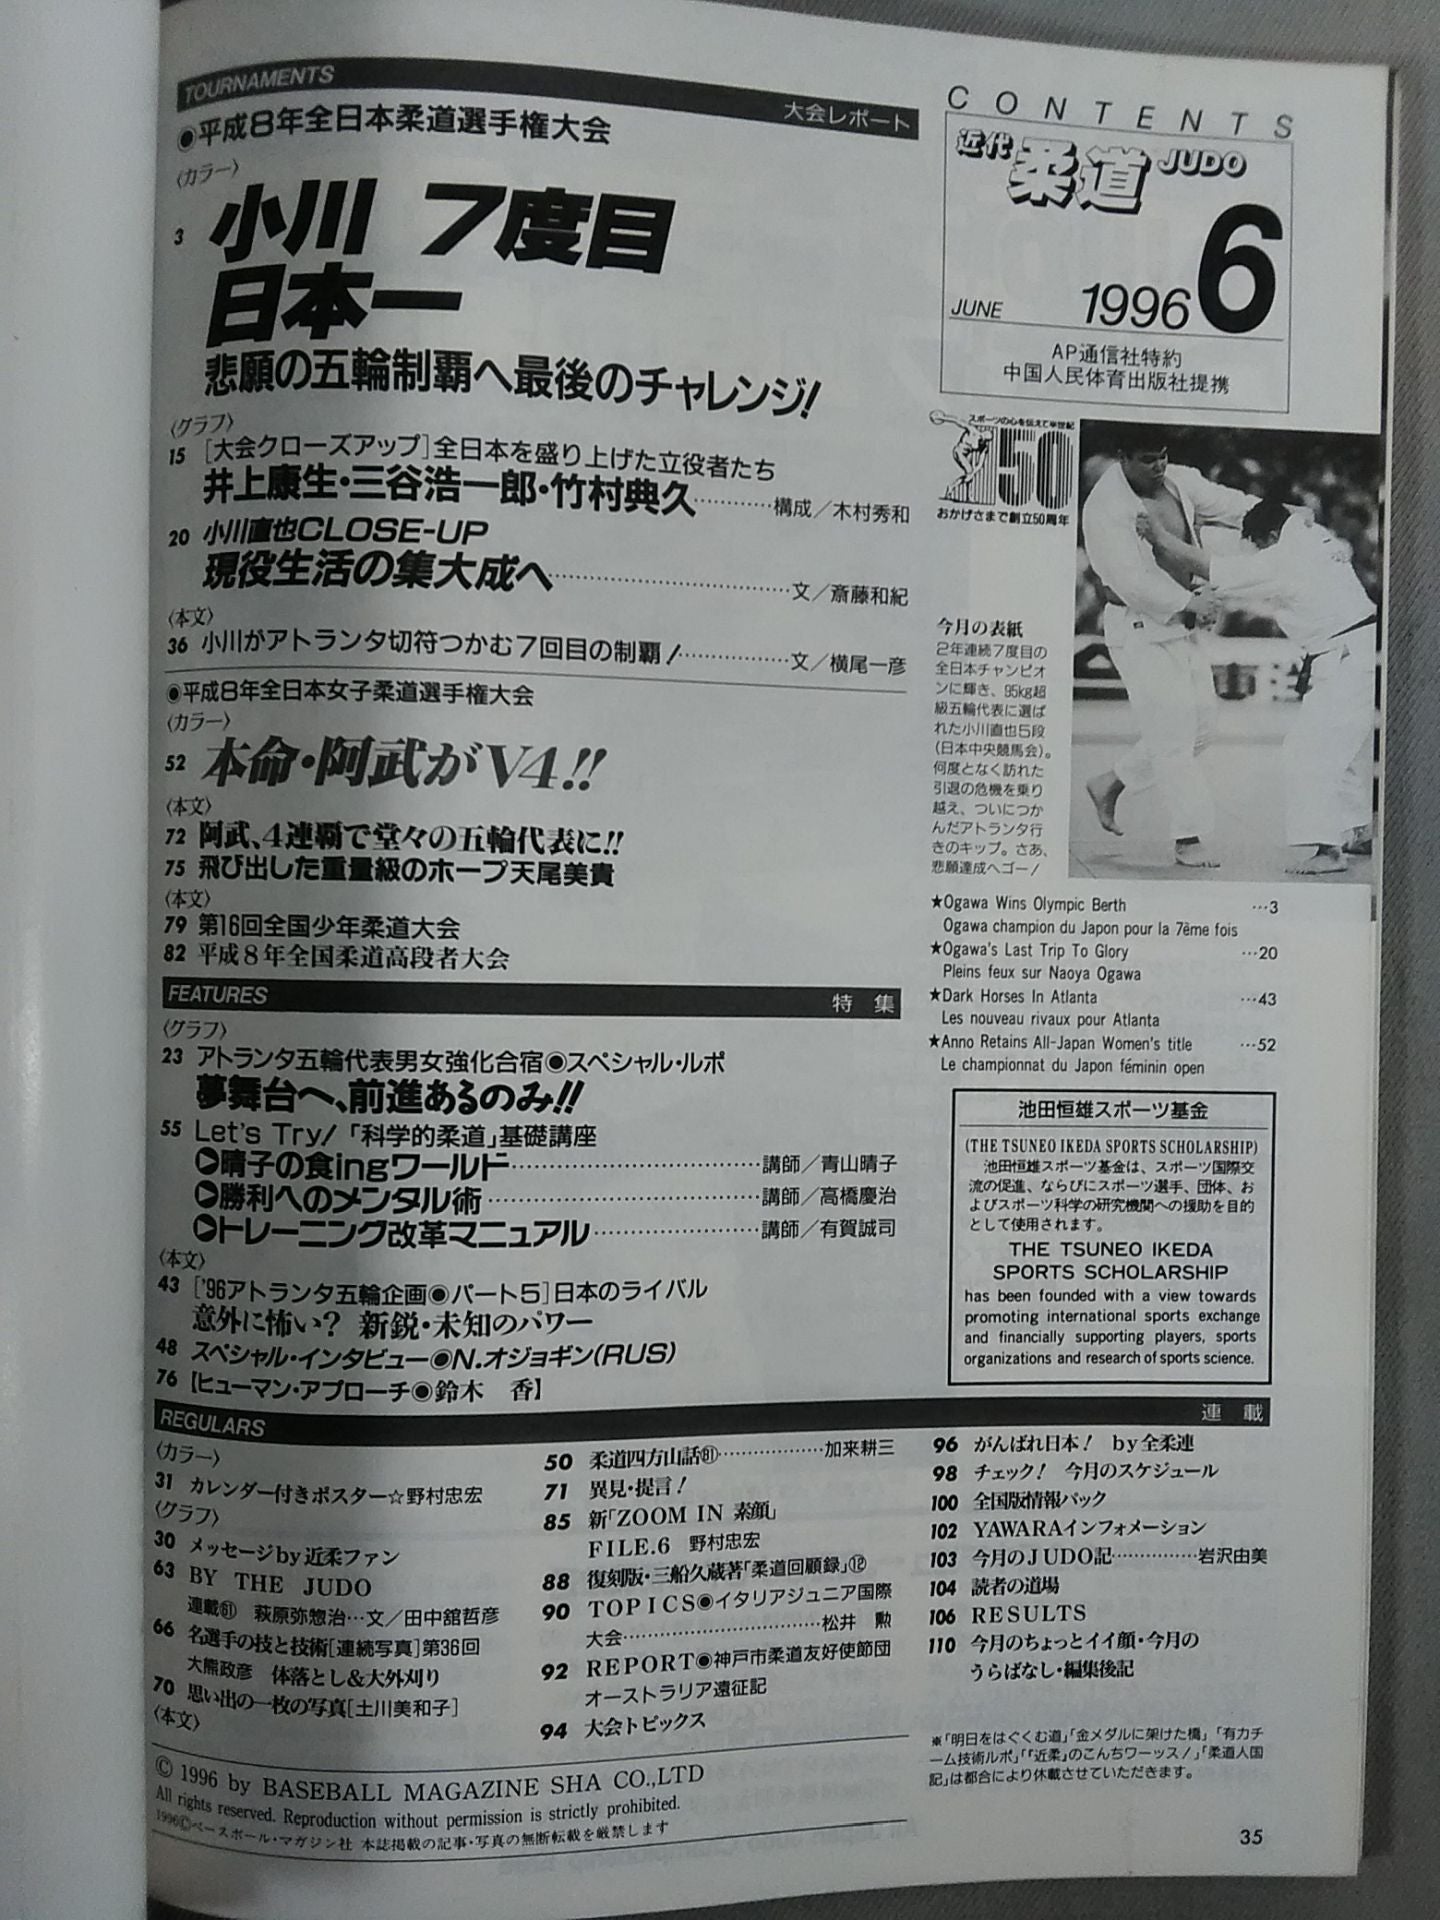 TOURNAMENTS
大会レポート
●平成8年全日本柔道選手権大会
〈カラー〉
3 小川 7度目
日本一
悲願の五輪制覇へ最後のチャレンジ!
〈グラフ〉
15 [大会クローズアップ]全日本を盛り上げた立役者たち
井上康生・三谷浩一郎・竹村典久…………構成／木村秀和
20 小川直也CLOSE-UP
現役生活の集大成へ…………………………文／斎藤和紀
〈本文〉
36 小川がアトランタ切符つかむ7回目の制覇!……………文／横尾一彦
●平成8年全日本女子柔道選手権大会
〈カラー〉
52 本命・阿武がV4!!
〈本文〉
72 阿武、4連覇で堂々の五輪代表に!!
75 飛び出した重量級のホープ天尾美貴
〈本文〉
79 第16回全国少年柔道大会
82 平成8年全国柔道高段者大会
FEATURES
特集
〈グラフ〉
23 アトランタ五輪代表男女強化合宿●スペシャル・ルポ
夢舞台へ、前進あるのみ!!
55 Let's Try!「科学的柔道」基礎講座
▶晴子の食ingワールド…………………………講師／青山晴子
▶勝利へのメンタル術…………………………講師／高橋慶治
▶トレーニング改革マニュアル………………講師／有賀誠司
〈本文〉
43 ['96アトランタ五輪企画●パート5]日本のライバル
意外に怖い? 新鋭・未知のパワー
48 スペシャル・インタビュー●N.オジョギン(RUS)
76 【ヒューマン・アプローチ●鈴木 香】
CONTENTS
近代柔道 JUDO
JUNE 1996 6
AP通信社特約
中国人民体育出版社提携
スポーツの心を伝えて半世紀
50
おかげさまで創立50周年
今月の表紙
2年連続7度目の
全日本チャンピオ
ンに輝き、95kg超
級五輪代表に選ば
れた小川直也5段
(日本中央競馬会)。
何度となく訪れた
引退の危機を乗り
越え、ついにつか
んだアトランタ行
きのキップ。さあ、
悲願達成へゴー!
★Ogawa Wins Olympic Berth …3
Ogawa champion du Japon pour la 7ème fois
★Ogawa's Last Trip To Glory …20
Pleins feux sur Naoya Ogawa
★Dark Horses In Atlanta …43
Les nouveau rivaux pour Atlanta
★Anno Retains All-Japan Women's title …52
Le championnat du Japon féminin open
池田恒雄スポーツ基金
(THE TSUNEO IKEDA SPORTS SCHOLARSHIP)
池田恒雄スポーツ基金は、スポーツ国際交
流の促進、ならびにスポーツ選手、団体、お
よびスポーツ科学の研究機関への援助を目的
として使用されます。
THE TSUNEO IKEDA
SPORTS SCHOLARSHIP
has been founded with a view towards
promoting international sports exchange
and financially supporting players, sports
organizations and research of sports science.
REGULARS
連載
〈カラー〉
31 カレンダー付きポスター☆野村忠宏
〈グラフ〉
30 メッセージby近柔ファン
63 BY THE JUDO
連載61 萩原弥惣治…文／田中舘哲彦
66 名選手の技と技術[連続写真]第36回
大熊政彦 体落とし&大外刈り
70 思い出の一枚の写真[土川美和子]
〈本文〉
50 柔道四方山話81………………加来耕三
71 異見・提言!
85 新「ZOOM IN 素顔」
FILE.6 野村忠宏
88 復刻版・三船久蔵著「柔道回顧録」⑫
90 TOPICS●イタリアジュニア国際
大会……………………………松井 勲
92 REPORT●神戸市柔道友好使節団
オーストラリア遠征記
94 大会トピックス
96 がんばれ日本! by全柔連
98 チェック! 今月のスケジュール
100 全国版情報パック
102 YAWARAインフォメーション
103 今月のJUDO記……………岩沢由美
104 読者の道場
106 RESULTS
110 今月のちょっとイイ顔・今月の
うらばなし・編集後記
※「明日をはぐくむ道」「金メダルに架けた橋」「有力チ
ーム技術ルポ」「『近柔』のこんちワーッス!」「柔道人国
記」は都合により休載させていただきます。
© 1996 by BASEBALL MAGAZINE SHA CO.,LTD
All rights reserved. Reproduction without permission is strictly prohibited.
1996©ベースボール・マガジン社 本誌掲載の記事・写真の無断転載を厳禁します
35